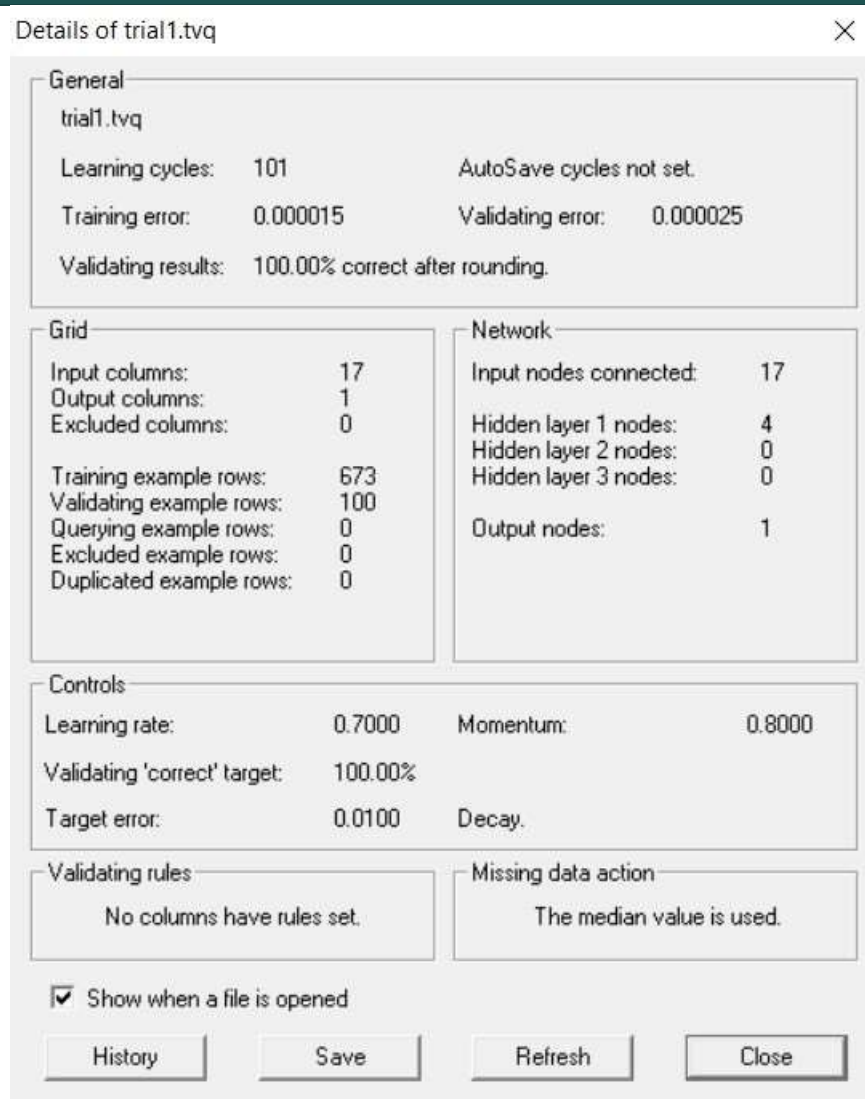 Details of trial1.tvq
General
trial1.tvq
Learning cycles: 101 AutoSave cycles not set.
Training error: 0.000015 Validating error: 0.000025
Validating results: 100.00% correct after rounding.
Grid
Input columns: 17
Output columns: 1
Excluded columns: 0
Training example rows: 673
Validating example rows: 100
Querying example rows: 0
Excluded example rows: 0
Duplicated example rows: 0
Network
Input nodes connected: 17
Hidden layer 1 nodes: 4
Hidden layer 2 nodes: 0
Hidden layer 3 nodes: 0
Output nodes: 1
Controls
Learning rate: 0.7000 Momentum: 0.8000
Validating 'correct' target: 100.00%
Target error: 0.0100 Decay.
Validating rules
No columns have rules set.
Missing data action
The median value is used.
Show when a file is opened
History Save Refresh Close